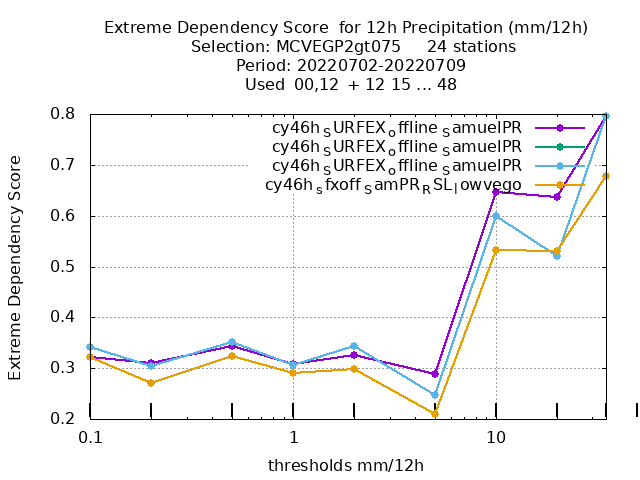 Extreme Dependency Score  for 12h Precipitation (mm/12h)
Selection: MCVEGP2gt075     24 stations
Period: 20220702-20220709
Used  00,12  + 12 15 ... 48
cy46h_SURFEX_offline_SamuelPR
cy46h_SURFEX_offline_SamuelPR
cy46h_SURFEX_offline_SamuelPR
cy46h_sfxoff_SamPR_RSL_lowvego
Extreme Dependency Score
0.8
0.7
0.6
0.5
0.4
0.3
0.2
0.1 1 10
thresholds mm/12h